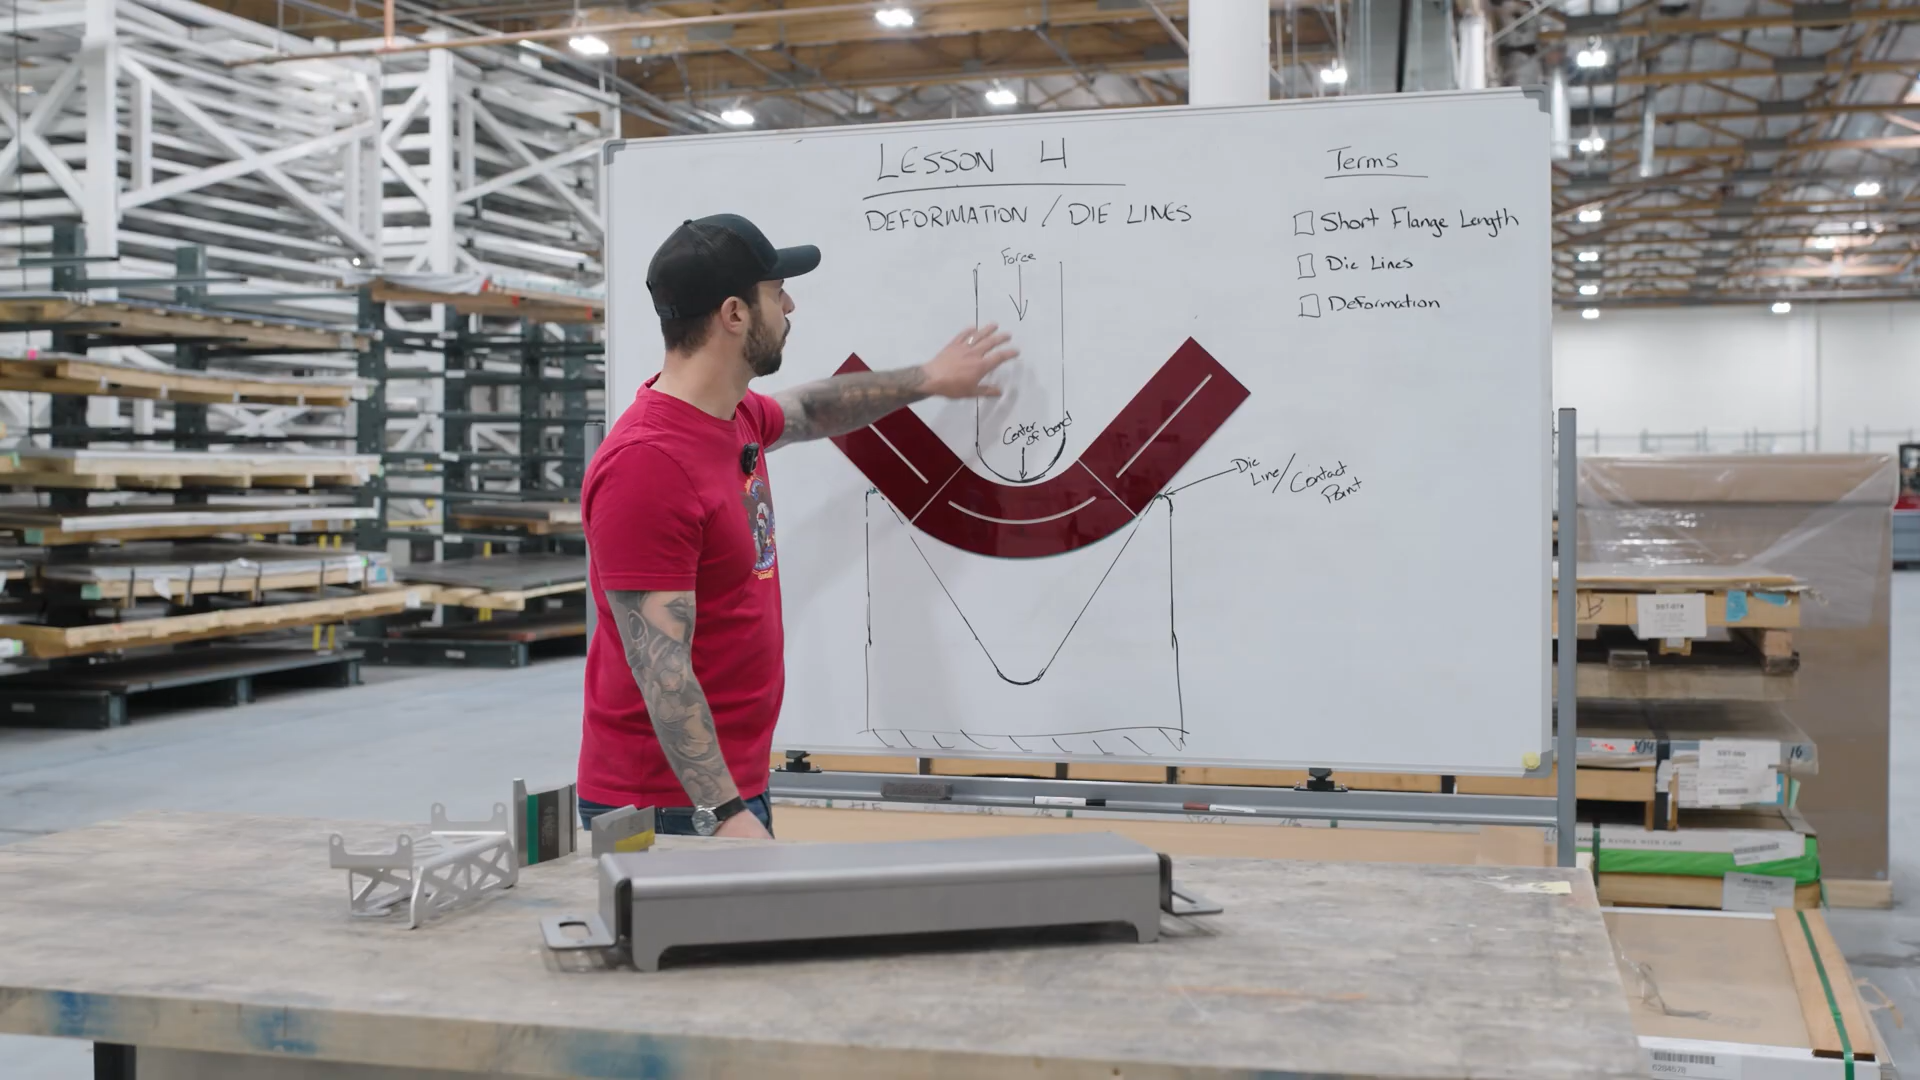 LESSON 4
DEFORMATION / DIE LINES
Force
Center
of bend
Die
Line/Contact
Point
Terms
Short Flange Length
Die Lines
Deformation